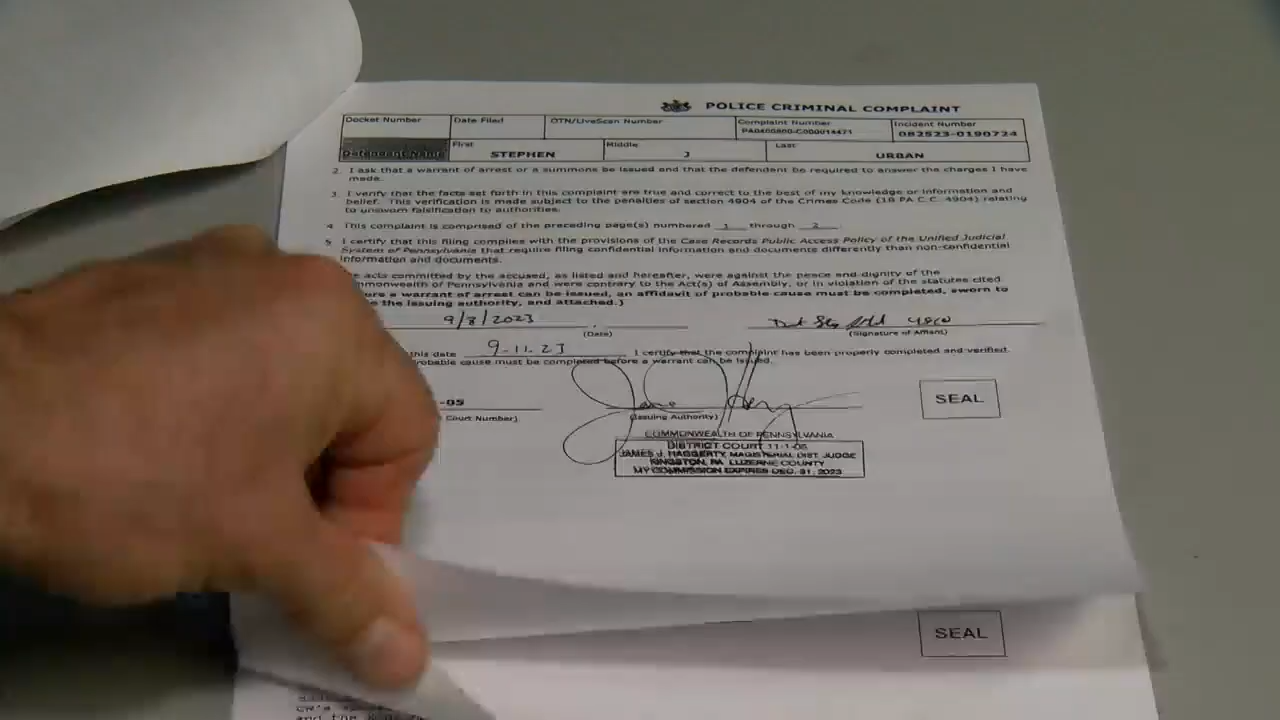 POLICE CRIMINAL COMPLAINT
Docket Number Date Filed OTN/LiveScan Number Complaint Number Incident Number
PA0400800-C000014471 082523-0190724
Defendant Name First Middle Last
STEPHEN J URBAN
2. I ask that a warrant of arrest or a summons be issued and that the defendant be required to answer the charges I have
made.
3. I verify that the facts set forth in this complaint are true and correct to the best of my knowledge or information and
belief. This verification is made subject to the penalties of section 4904 of the Crimes Code (18 PA C.C. 4904) relating
to unsworn falsification to authorities.
4 This complaint is comprised of the preceding page(s) numbered 1 through 2
5 I certify that this filing complies with the provisions of the Case Records Public Access Policy of the Unified Judicial
System of Pennsylvania that require filing confidential information and documents differently than non-confidential
information and documents.
acts committed by the accused, as listed and hereafter, were against the peace and dignity of the
mmonwealth of Pennsylvania and were contrary to the Act(s) of Assembly, or in violation of the statutes cited
ore a warrant of arrest can be issued, an affidavit of probable cause must be completed, sworn to
the issuing authority, and attached.)
9/8/2023
(Date) (Signature of Affiant)
this date 9-11-23 I certify that the complaint has been properly completed and verified.
probable cause must be completed before a warrant can be issued.
-05
Court Number) (Issuing Authority)
SEAL
COMMONWEALTH OF PENNSYLVANIA
DISTRICT COURT 11-1-05
JAMES J. HAGGERTY, MAGISTERIAL DIST. JUDGE
KINGSTON, PA LUZERNE COUNTY
MY COMMISSION EXPIRES DEC. 31, 2023
SEAL
and the